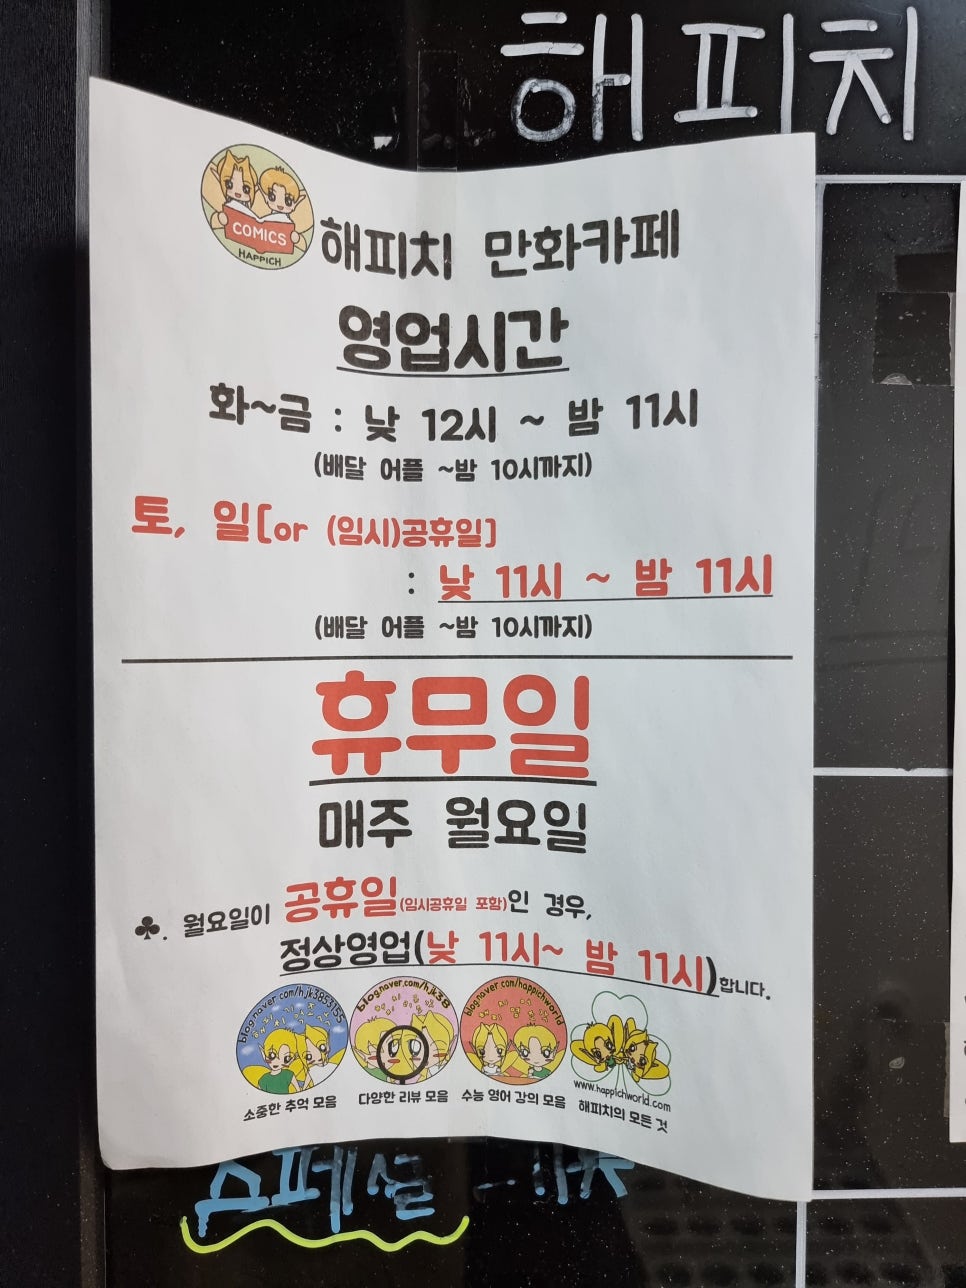 해피치
COMICS
HAPPICH
해피치 만화카페
영업시간
화~금 : 낮 12시 ~ 밤 11시
(배달 어플 ~밤 10시까지)
토, 일[or (임시)공휴일]
: 낮 11시 ~ 밤 11시
(배달 어플 ~밤 10시까지)
휴무일
매주 월요일
♣. 월요일이 공휴일(임시공휴일 포함)인 경우,
정상영업(낮 11시~ 밤 11시)합니다.
blog.naver.com/hjk3853155
blog.naver.com/hjk38
blog.naver.com/happichworld
www.happichworld.com
소중한 추억 모음
다양한 리뷰 모음
수능 영어 강의 모음
해피치의 모든 것
스페셜